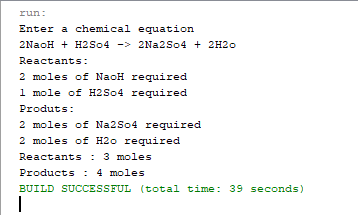 run:
Enter a chemical equation
2NaoH + H2So4 -> 2Na2So4 + 2H2o
Reactants:
2 moles of NaoH required
1 mole of H2So4 required
Produts:
2 moles of Na2So4 required
2 moles of H2o required
Reactants : 3 moles
Products : 4 moles
BUILD SUCCESSFUL (total time: 39 seconds)